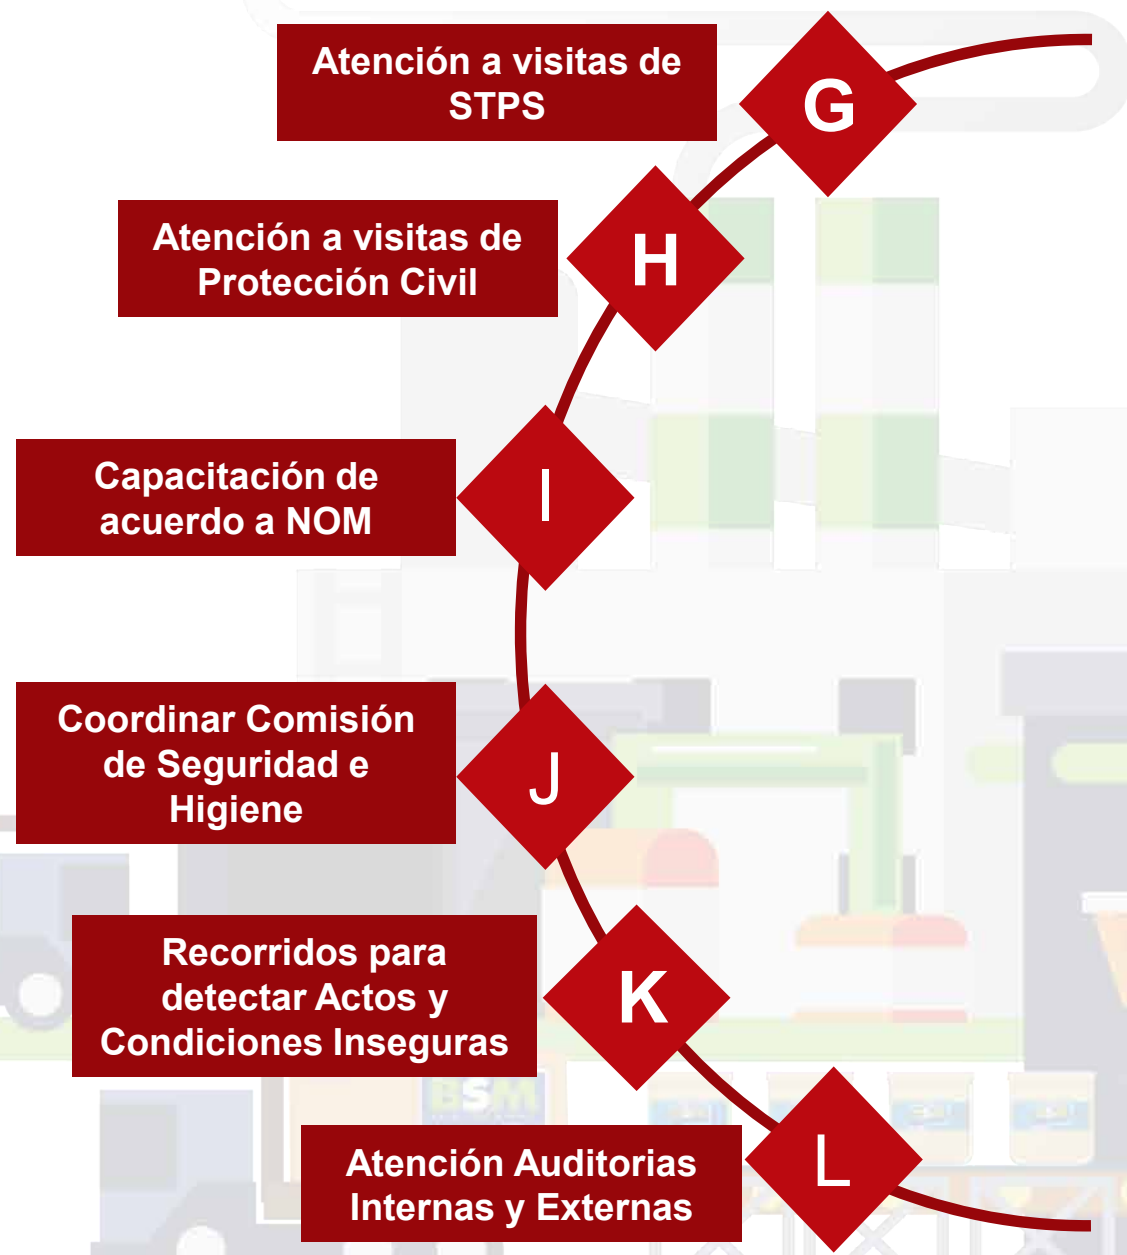 Atención a visitas de
STPS
G
Atención a visitas de
Protección Civil
H
Capacitación de
acuerdo a NOM
I
Coordinar Comisión
de Seguridad e
Higiene
J
Recorridos para
detectar Actos y
Condiciones Inseguras
K
BSM
Atención Auditorias
Internas y Externas
L